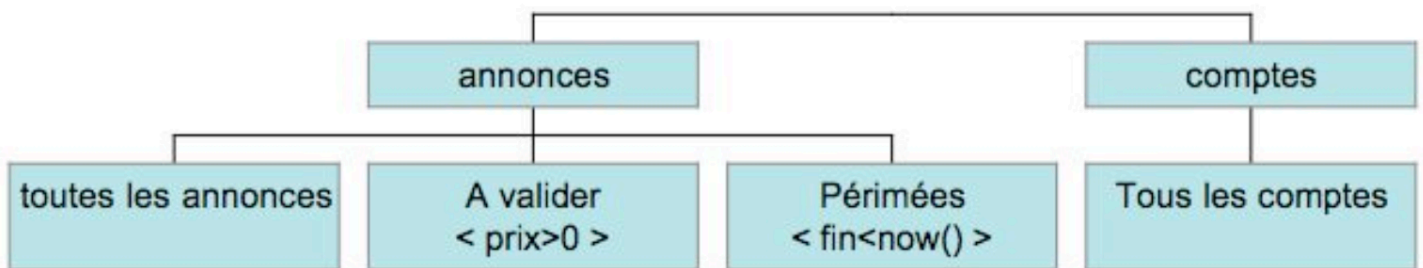 annonces
comptes
toutes les annonces
A valider
< prix>0 >
Périmées
< fin<now() >
Tous les comptes